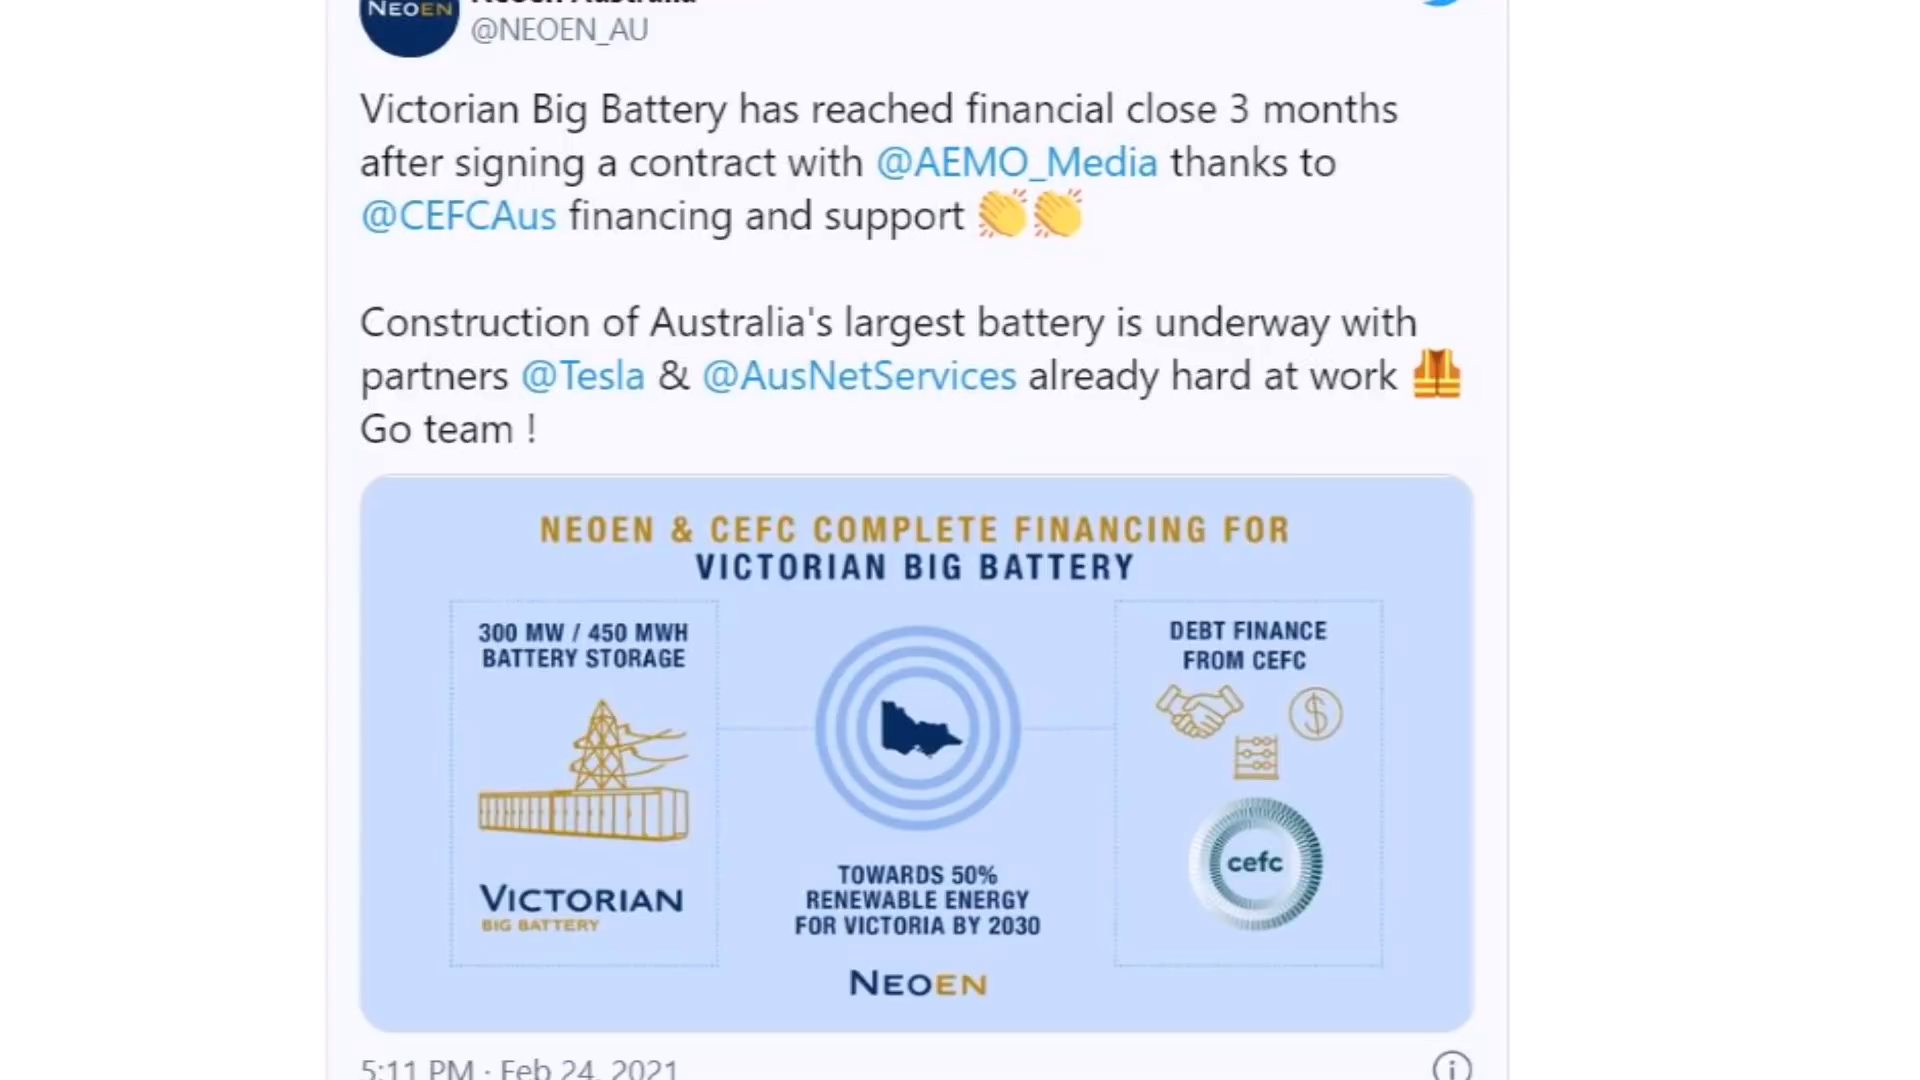 NEOEN
Neoen Australia
@NEOEN_AU
Victorian Big Battery has reached financial close 3 months
after signing a contract with @AEMO_Media thanks to
@CEFCAus financing and support 👏👏
Construction of Australia's largest battery is underway with
partners @Tesla & @AusNetServices already hard at work 🦺
Go team !
NEOEN & CEFC COMPLETE FINANCING FOR
VICTORIAN BIG BATTERY
300 MW / 450 MWH
BATTERY STORAGE
VICTORIAN
BIG BATTERY
TOWARDS 50%
RENEWABLE ENERGY
FOR VICTORIA BY 2030
NEOEN
DEBT FINANCE
FROM CEFC
cefc
5:11 PM · Feb 24, 2021